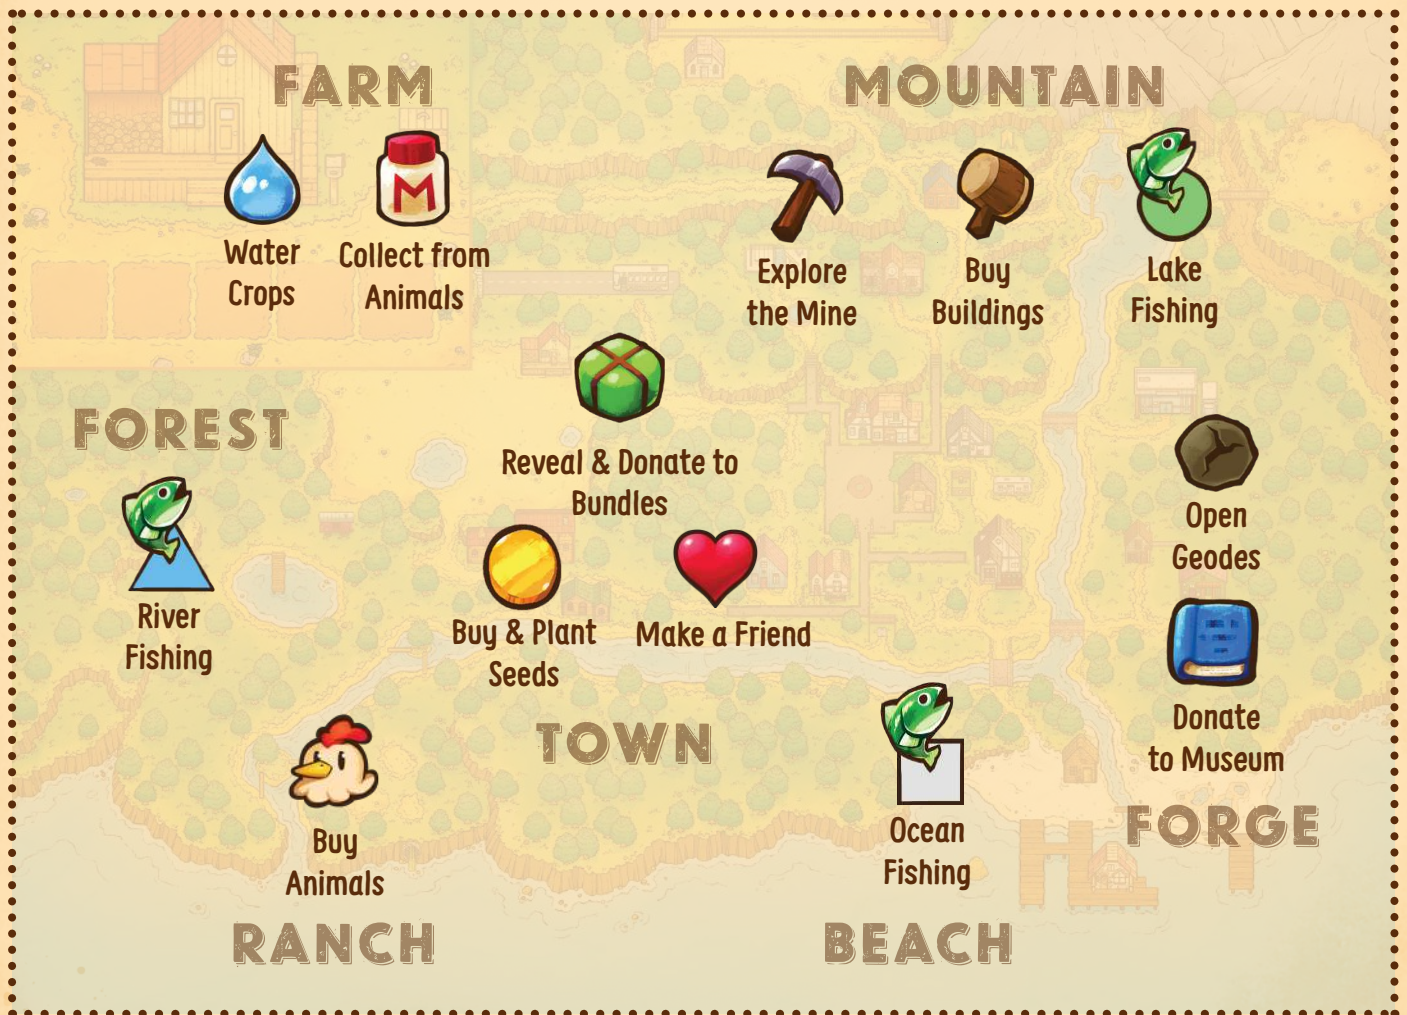 FARM
Water
Crops
Collect from
Animals
MOUNTAIN
Explore
the Mine
Buy
Buildings
Lake
Fishing
FOREST
River
Fishing
Reveal & Donate to
Bundles
Buy & Plant
Seeds
Make a Friend
TOWN
Open
Geodes
Donate
to Museum
FORGE
Buy
Animals
RANCH
Ocean
Fishing
BEACH
M